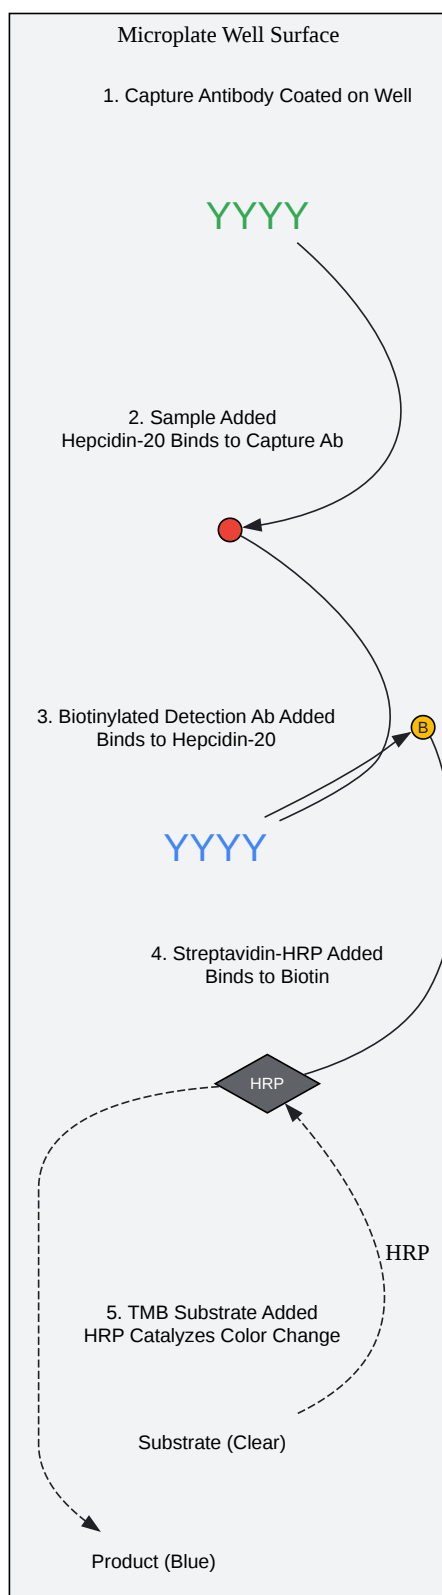 Microplate Well Surface
1. Capture Antibody Coated on Well
YYYY
2. Sample Added
Hepcidin-20 Binds to Capture Ab
3. Biotinylated Detection Ab Added
Binds to Hepcidin-20
B
YYYY
4. Streptavidin-HRP Added
Binds to Biotin
HRP
HRP
5. TMB Substrate Added
HRP Catalyzes Color Change
Substrate (Clear)
Product (Blue)